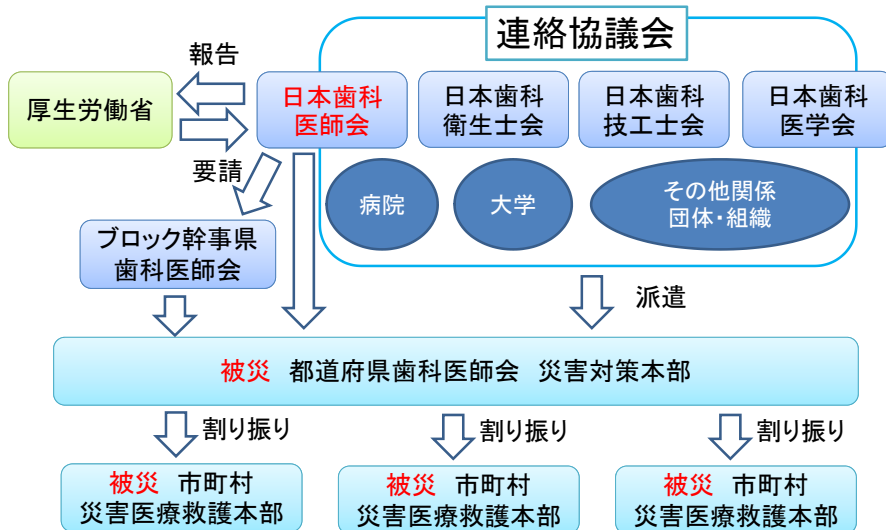 連絡協議会
報告
厚生労働省
要請
日本歯科
医師会
日本歯科
衛生士会
日本歯科
技工士会
日本歯科
医学会
病院
大学
その他関係
団体・組織
ブロック幹事県
歯科医師会
派遣
被災 都道府県歯科医師会 災害対策本部
割り振り
割り振り
割り振り
被災 市町村
災害医療救護本部
被災 市町村
災害医療救護本部
被災 市町村
災害医療救護本部